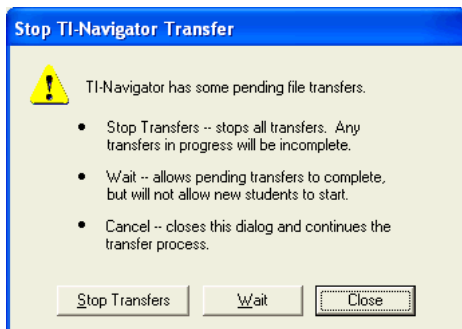 Stop TI-Navigator Transfer
TI-Navigator has some pending file transfers.
• Stop Transfers -- stops all transfers. Any
transfers in progress will be incomplete.
• Wait -- allows pending transfers to complete,
but will not allow new students to start.
• Cancel -- closes this dialog and continues the
transfer process.
Stop Transfers Wait Close